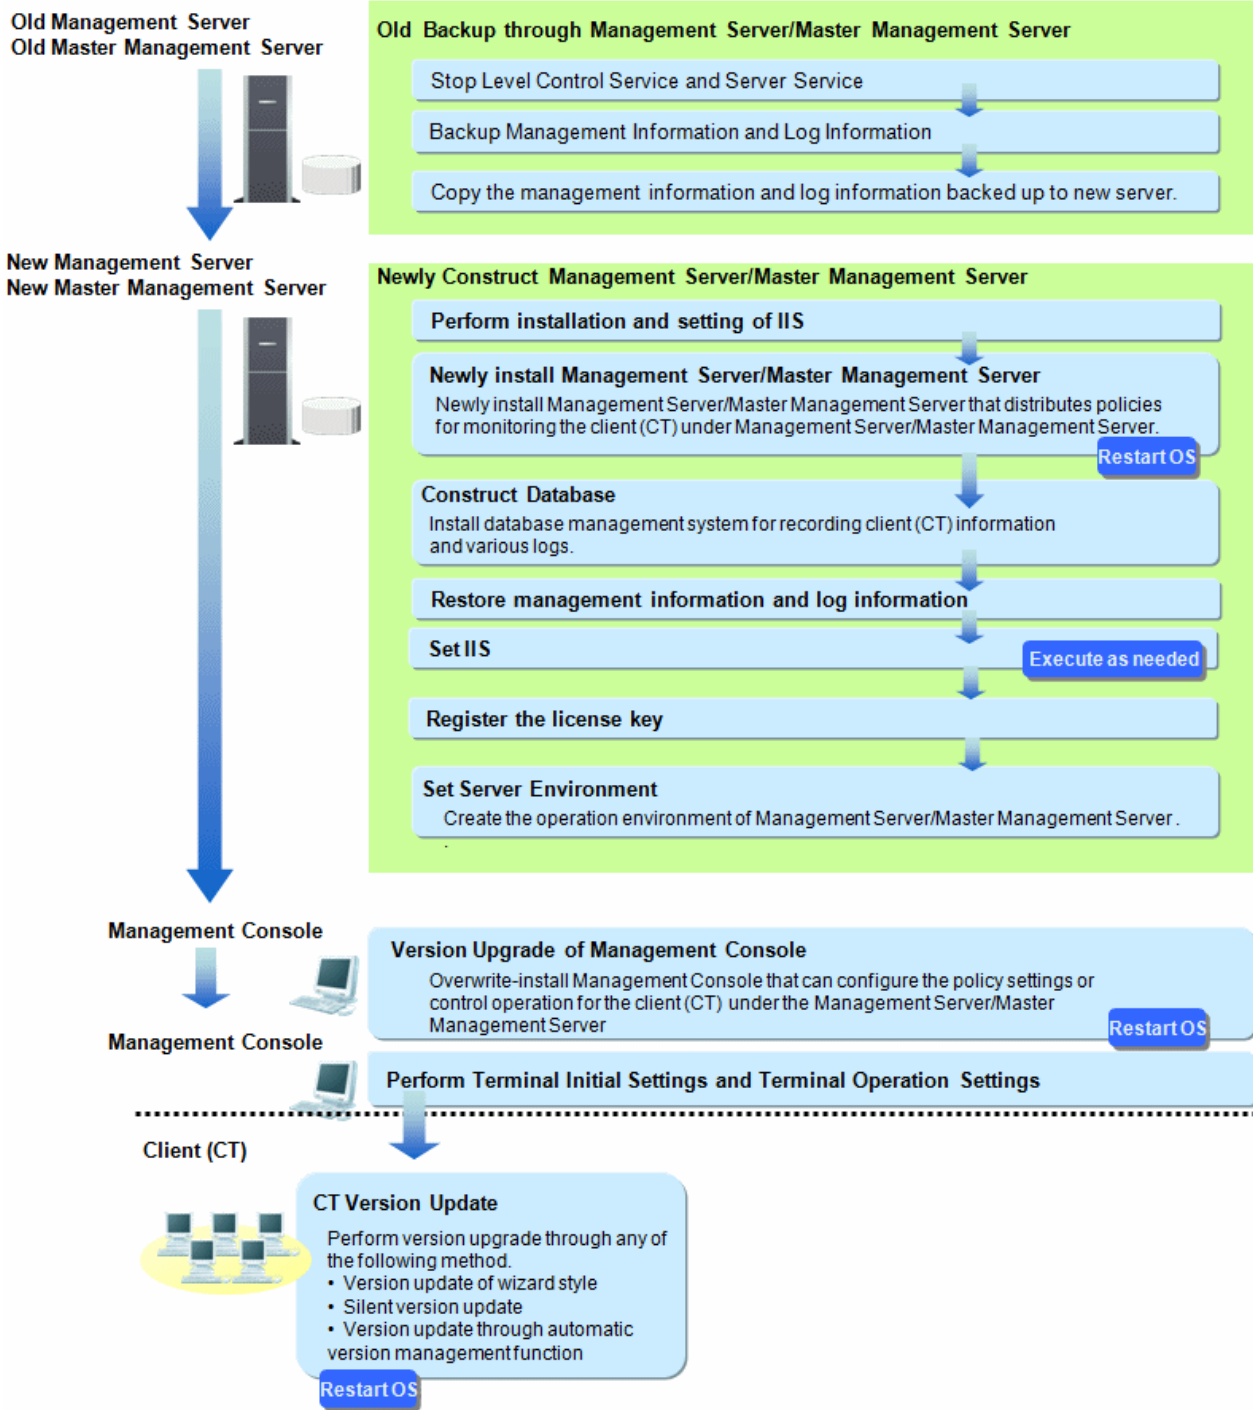 Old Management Server
Old Master Management Server
Old Backup through Management Server/Master Management Server
Stop Level Control Service and Server Service
Backup Management Information and Log Information
Copy the management information and log information backed up to new server.
New Management Server
New Master Management Server
Newly Construct Management Server/Master Management Server
Perform installation and setting of IIS
Newly install Management Server/Master Management Server
Newly install Management Server/Master Management Server that distributes policies
for monitoring the client (CT) under Management Server/Master Management Server.
Restart OS
Construct Database
Install database management system for recording client (CT) information
and various logs.
Restore management information and log information
Set IIS
Execute as needed
Register the license key
Set Server Environment
Create the operation environment of Management Server/Master Management Server .
.
Management Console
Version Upgrade of Management Console
Overwrite-install Management Console that can configure the policy settings or
control operation for the client (CT) under the Management Server/Master
Management Server
Restart OS
Management Console
Perform Terminal Initial Settings and Terminal Operation Settings
Client (CT)
CT Version Update
Perform version upgrade through any of
the following method.
• Version update of wizard style
• Silent version update
• Version update through automatic
version management function
Restart OS